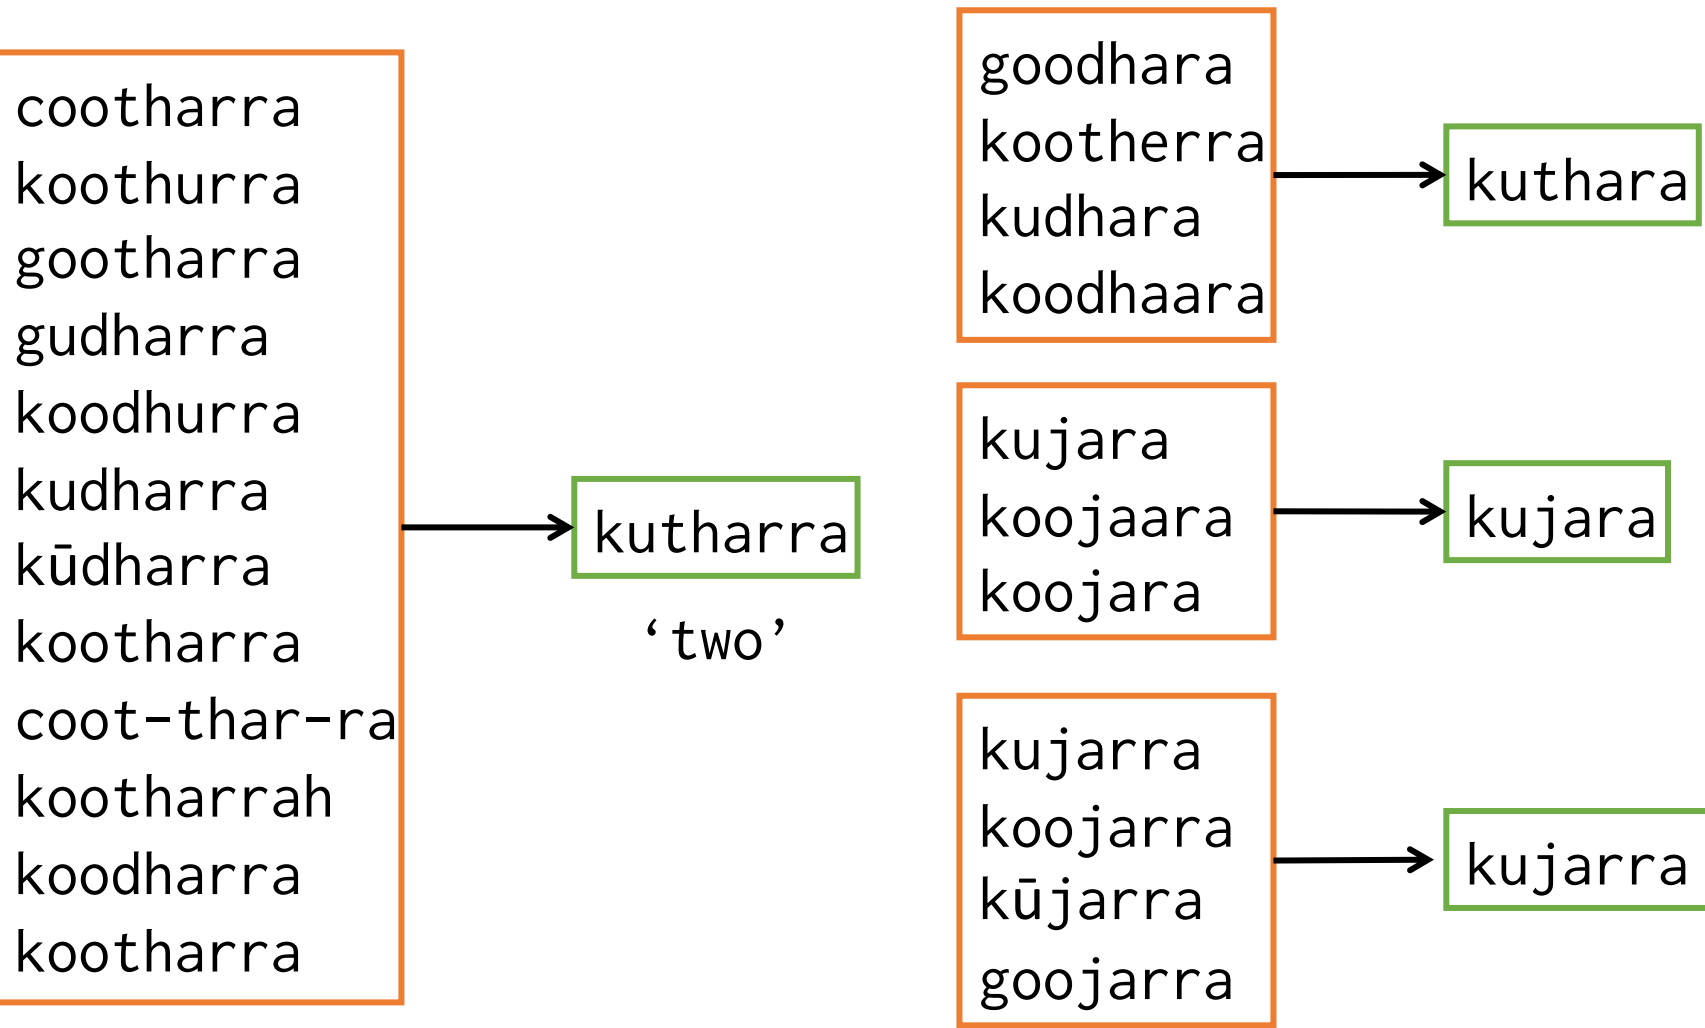 cootharra
koothurra
gootharra
gudharra
koodhurra
kudharra
kūdharra
kootharra
coot-thar-ra
kootharrah
koodharra
kootharra
kutharra
‘two’
goodhara
kootherra
kudhara
koodhaara
kuthara
kujara
koojaara
koojara
kujara
kujarra
koojarra
kūjarra
goojarra
kujarra